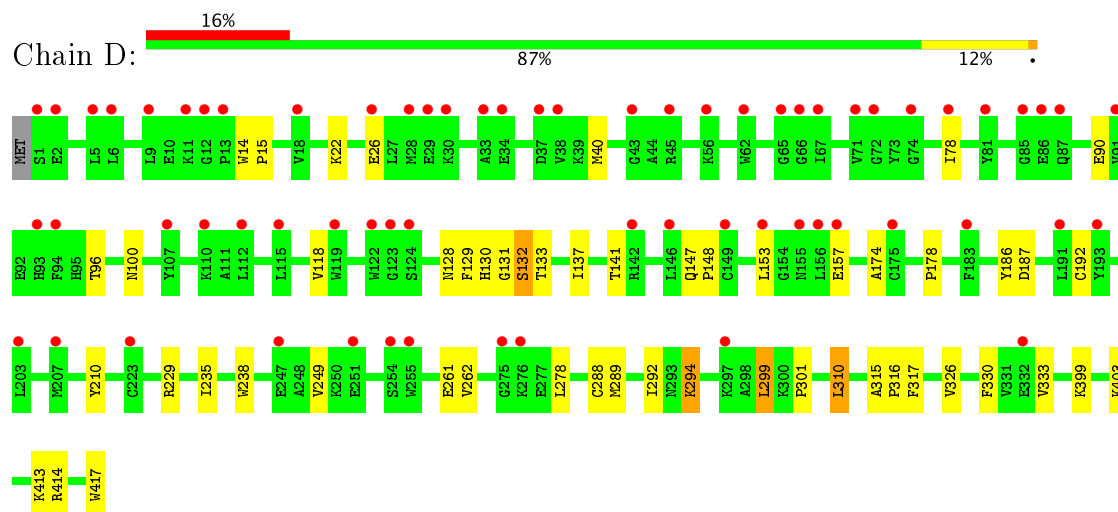 16%
Chain D:
87% 12% •
MET S1 E2 L5 L6 L9 E10 K11 G12 P13 W14 P15 V18 K22 E26 L27 M28 E29 K30 A33 E34 D37 V38 K39 M40 G43 A44 R45 K56 W62 G65 G66 I67 V71 G72 Y73 G74 I78 Y81 G85 E86 Q87 E90 V91
E92 H93 F94 H95 T96 N100 Y107 K110 A111 L112 L115 V118 W119 W122 G123 S124 N128 F129 H130 G131 S132 T133 I137 T141 R142 L146 Q147 P148 C149 L153 G154 N155 L156 E157 A174 C175 P178 F183 Y186 D187 L191 C192 Y193
L203 M207 Y210 C223 R229 I235 W238 E247 A248 V249 K250 E251 S254 W255 E261 V262 G275 K276 E277 L278 C288 M289 I292 N293 K294 K297 A298 L299 K300 P301 L310 A315 P316 F317 V326 F330 V331 E332 V333 K399
K413 R414 W417